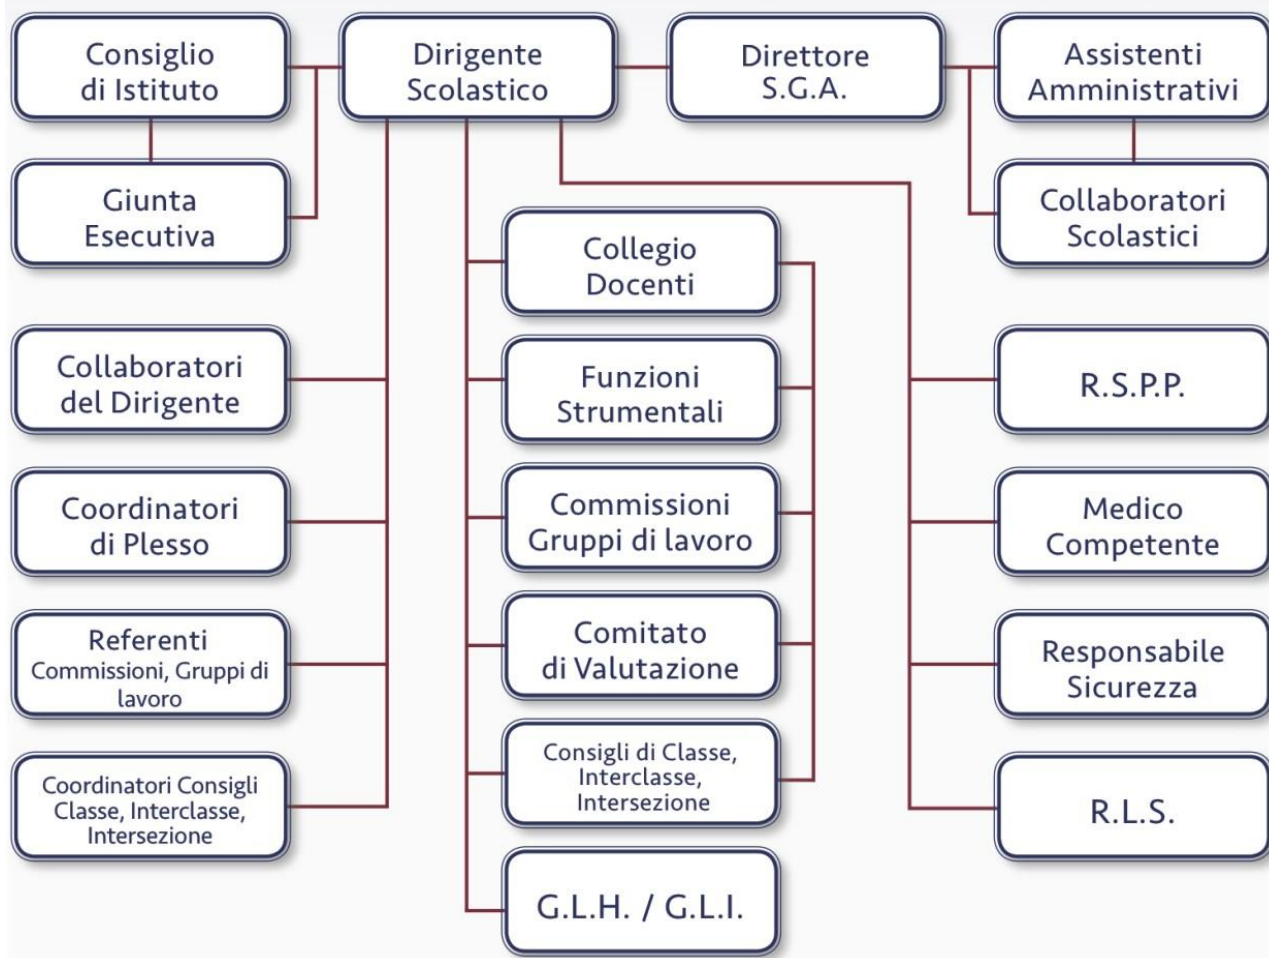 Consiglio
di Istituto
Dirigente
Scolastico
Direttore
S.G.A.
Assistenti
Amministrativi
Giunta
Esecutiva
Collaboratori
Scolastici
Collegio
Docenti
Collaboratori
del Dirigente
Funzioni
Strumentali
R.S.P.P.
Coordinatori
di Plesso
Commissioni
Gruppi di lavoro
Medico
Competente
Referenti
Commissioni, Gruppi di
lavoro
Comitato
di Valutazione
Responsabile
Sicurezza
Coordinatori Consigli
Classe, Interclasse,
Intersezione
Consigli di Classe,
Interclasse,
Intersezione
R.L.S.
G.L.H. / G.L.I.